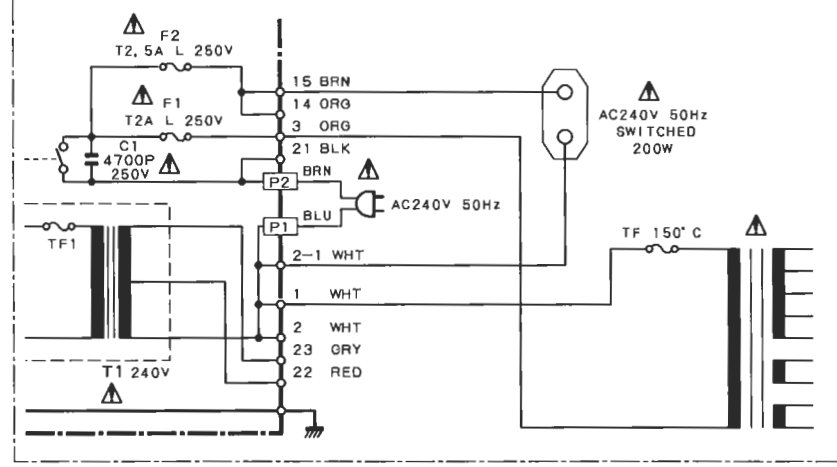 F2
T2,5A L 250V
15 BRN
14 ORG
F1
T2A L 250V
3 ORG
21 BLK
C1
4700P
250V
P2
BRN
AC240V 50Hz
SWITCHED
200W
AC240V 50Hz
P1
BLU
TF1
2-1 WHT
TF 150°C
1 WHT
2 WHT
23 GRY
22 RED
T1 240V